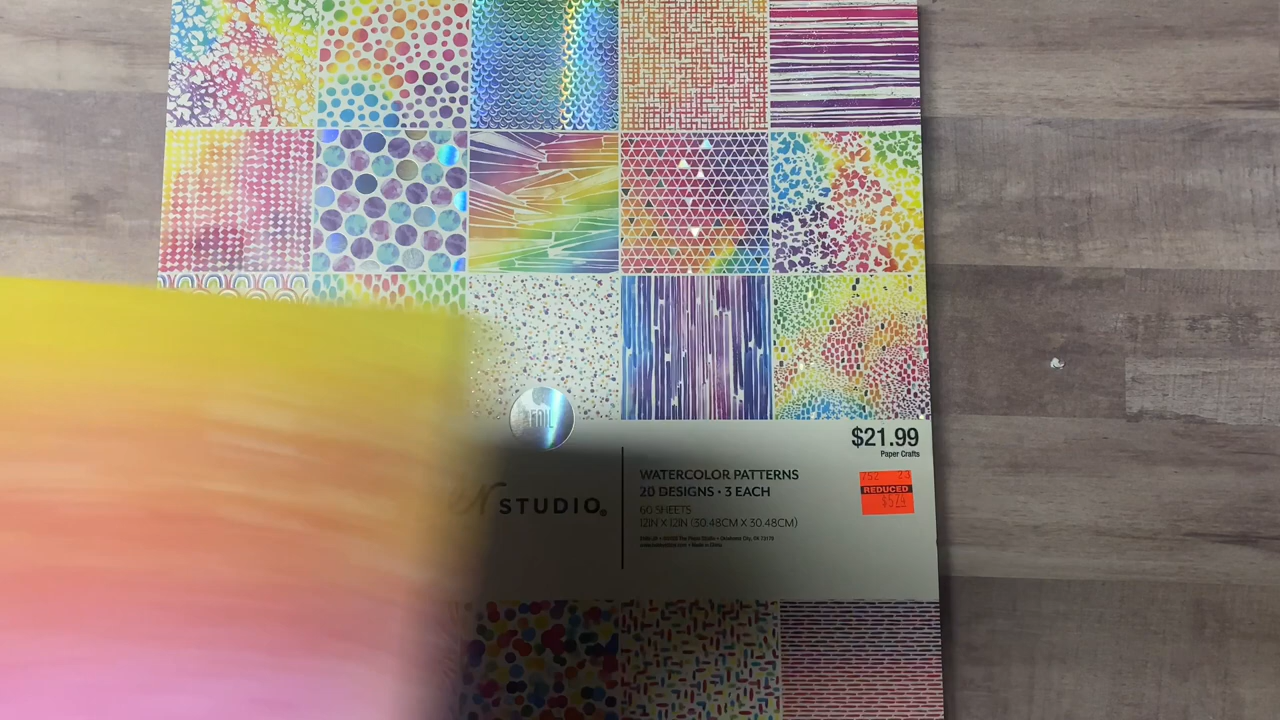 FOIL
$21.99
Paper Crafts
WATERCOLOR PATTERNS
20 DESIGNS • 3 EACH
60 SHEETS
12IN X 12IN (30.48CM X 30.48CM)
STUDIO
REDUCED